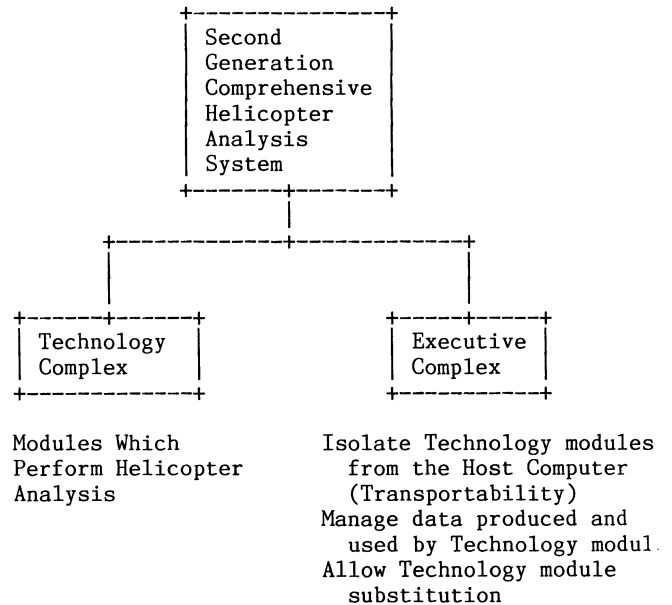 Second
Generation
Comprehensive
Helicopter
Analysis
System
Technology
Complex
Executive
Complex
Modules Which
Perform Helicopter
Analysis
Isolate Technology modules
from the Host Computer
(Transportability)
Manage data produced and
used by Technology modul
Allow Technology module
substitution